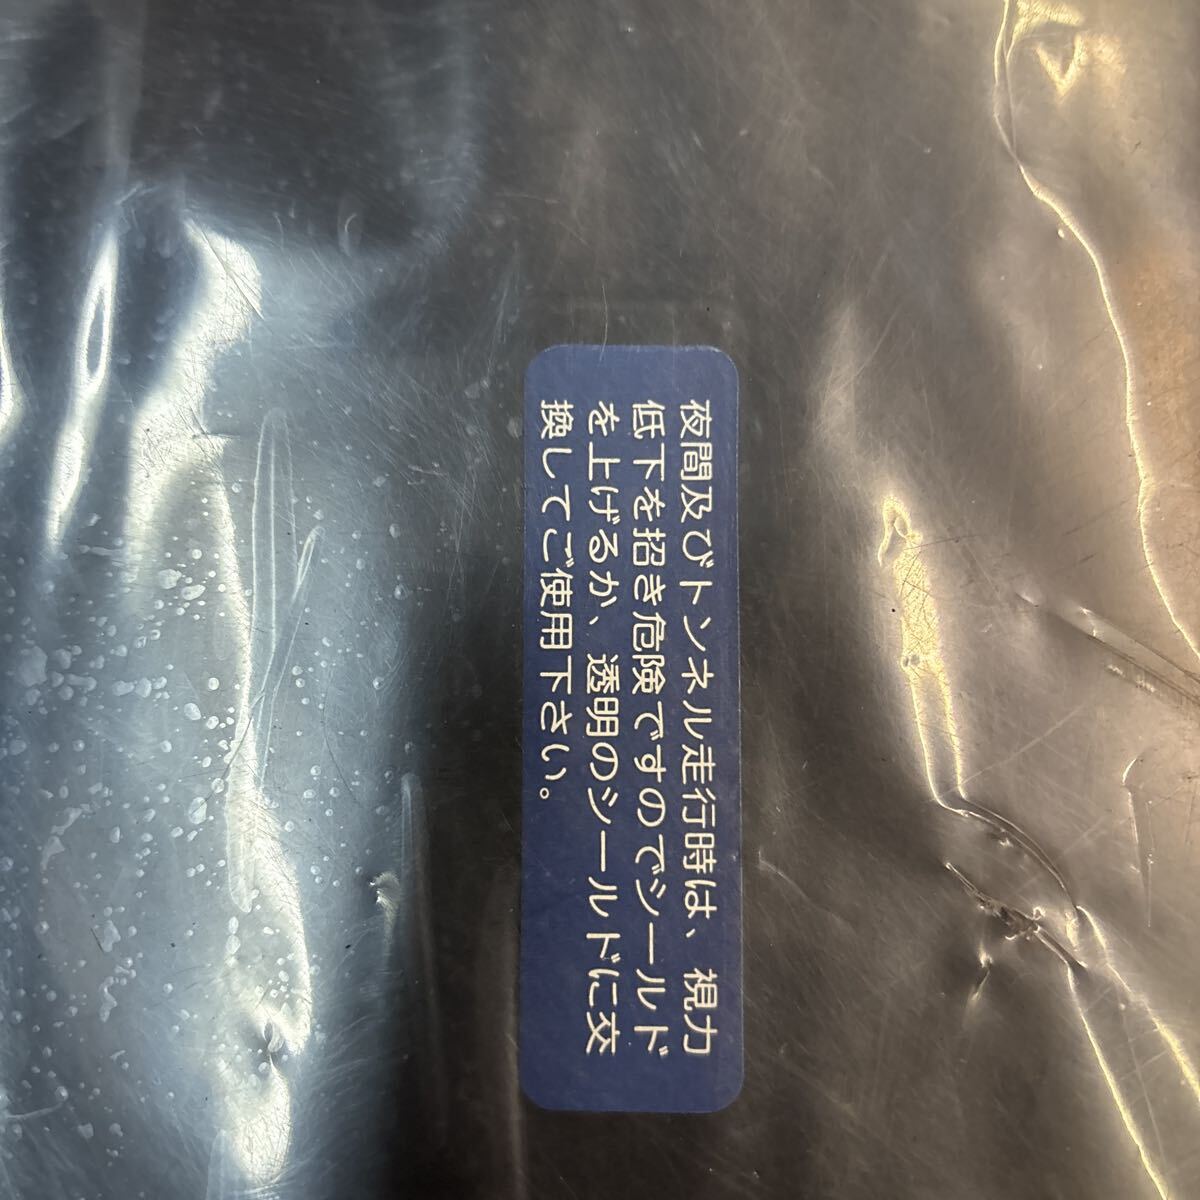 夜間及びトンネル走行時は、視力
低下を招き危険ですのでシールド
を上げるか、透明のシールドに交
換してご使用下さい。